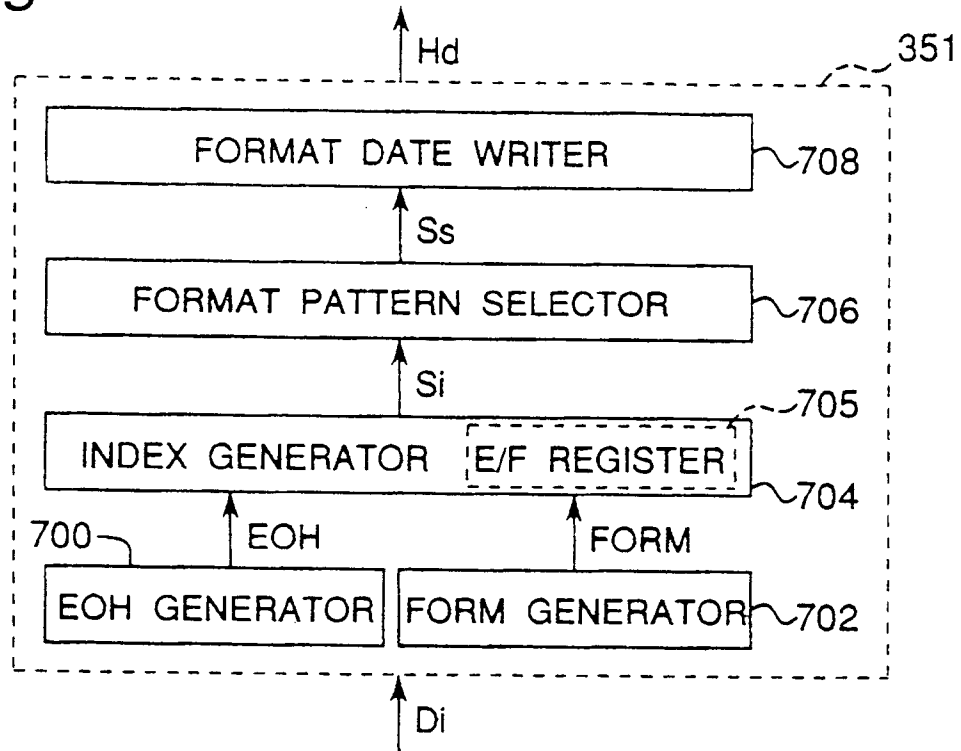 Hd
351
FORMAT DATE WRITER
708
Ss
FORMAT PATTERN SELECTOR
706
Si
705
INDEX GENERATOR
E/F REGISTER
704
700
EOH
FORM
EOH GENERATOR
FORM GENERATOR
702
Di